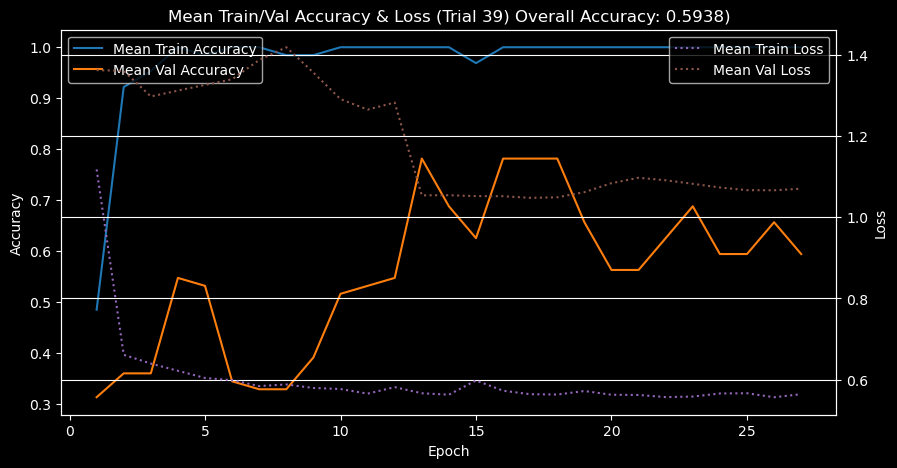 Mean Train/Val Accuracy & Loss (Trial 39) Overall Accuracy: 0.5938)
Mean Train Accuracy
Mean Val Accuracy
Mean Train Loss
Mean Val Loss
1.0
0.9
0.8
0.7
0.6
0.5
0.4
0.3
Accuracy
1.4
1.2
1.0
0.8
0.6
Loss
0 5 10 15 20 25
Epoch